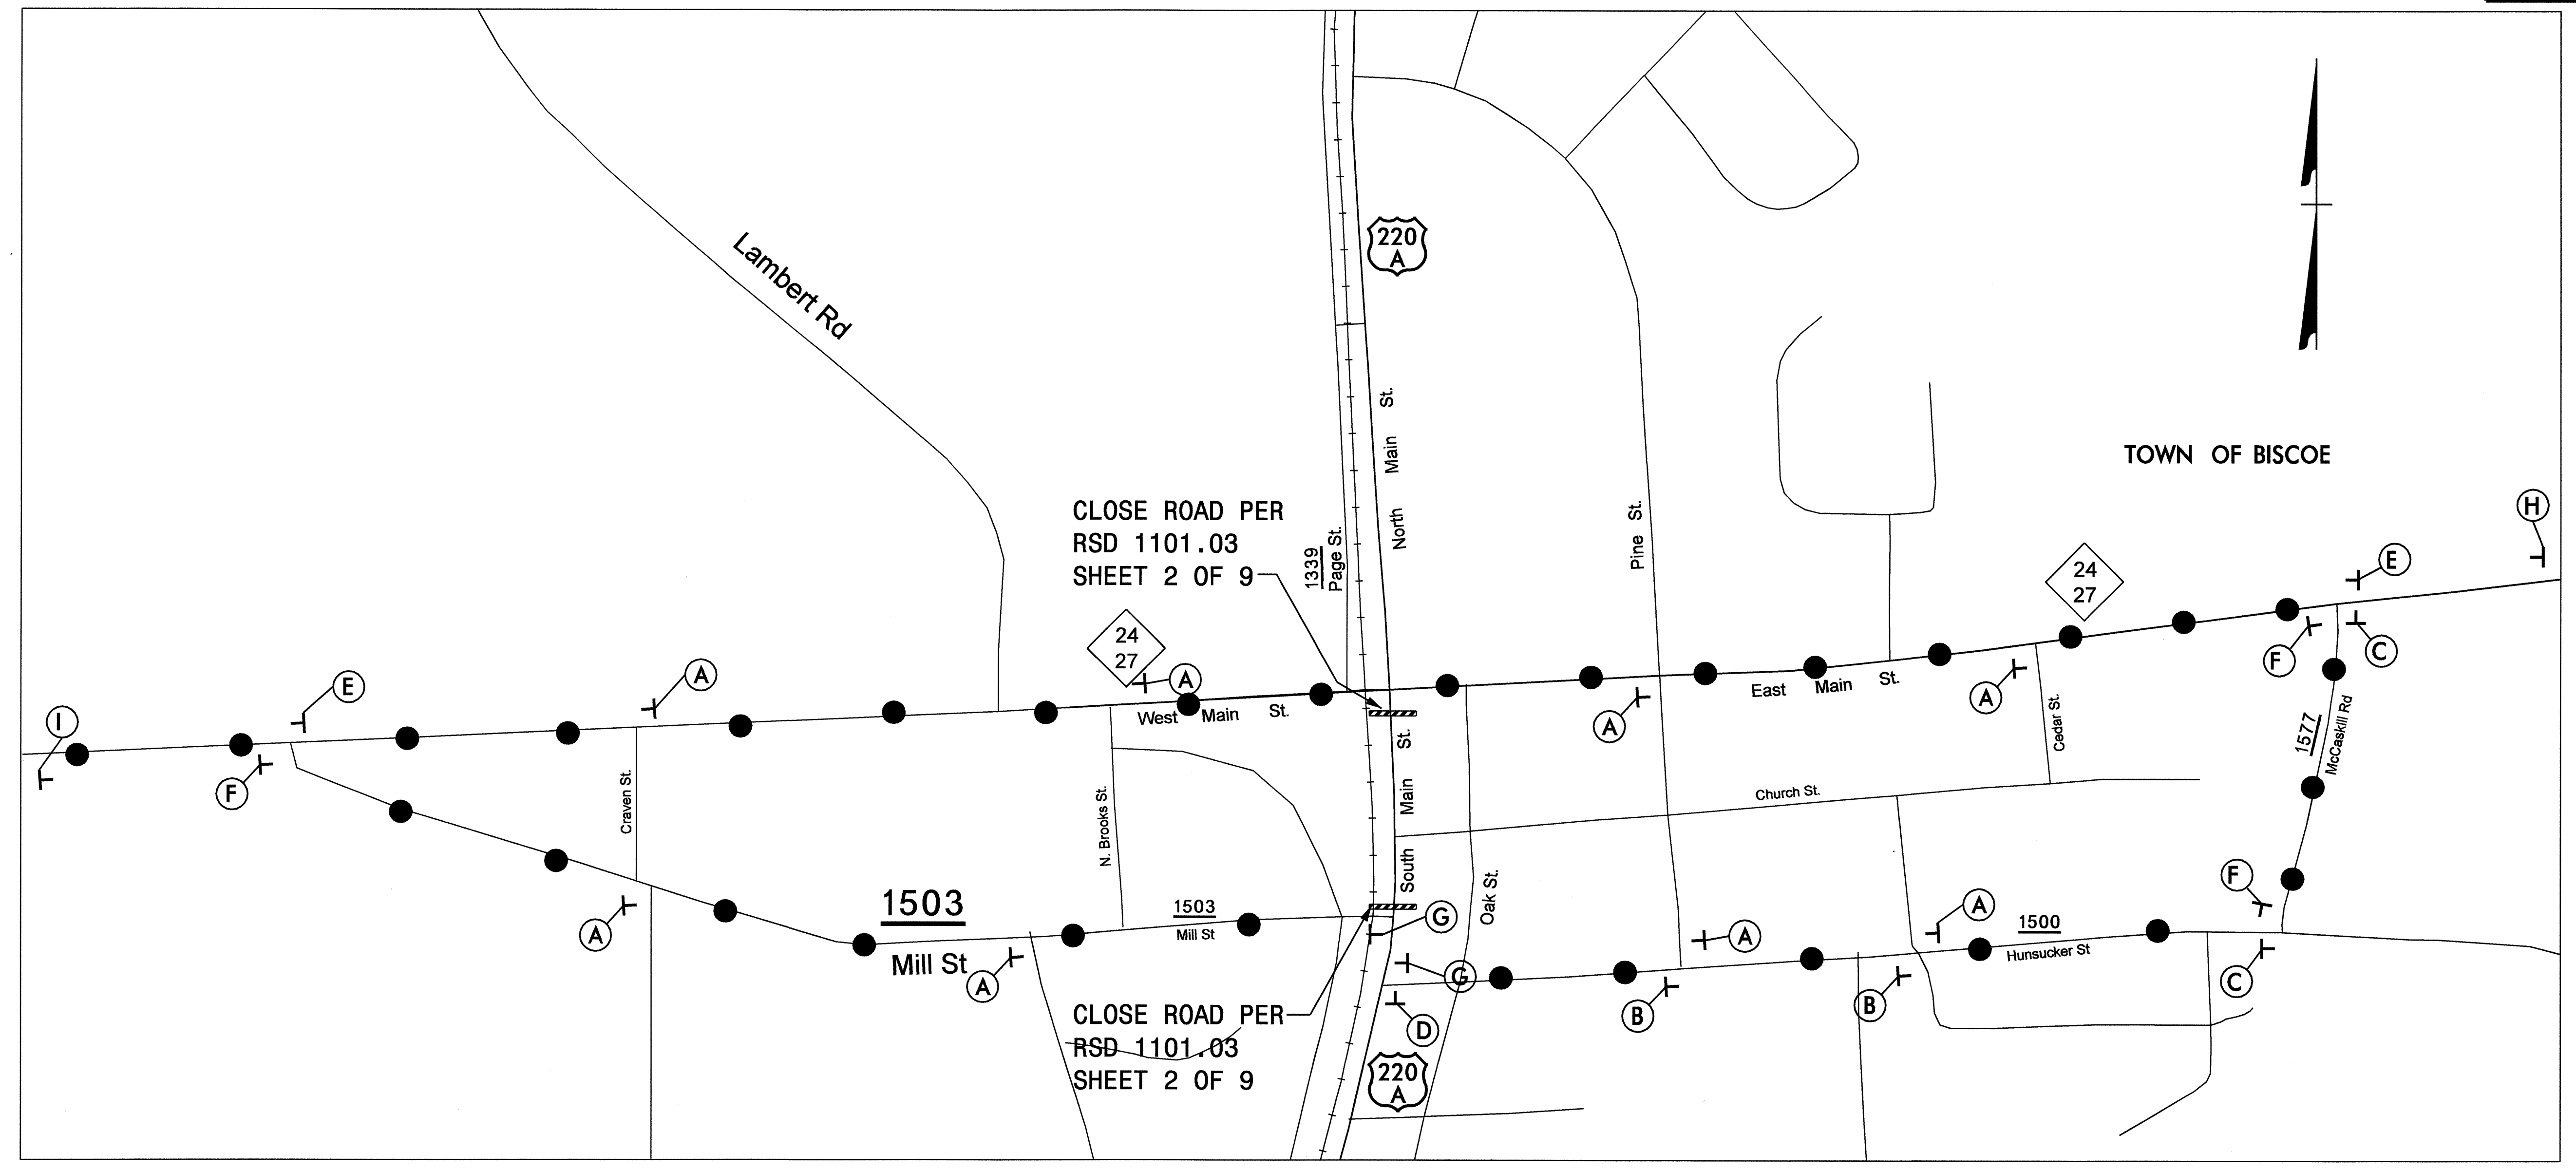 220
A
Lambert Rd
North Main St.
TOWN OF BISCOE
CLOSE ROAD PER
RSD 1101.03
SHEET 2 OF 9
1339
Page St.
Pine St.
H
E
24
27
24
27
F
C
I
E
A
A
West Main St.
East Main St.
A
A
F
1577
McCaskill Rd
Cedar St.
Craven St.
N. Brooks St.
South Main St.
Church St.
Oak St.
1503
1503
Mill St
Mill St
A
A
G
G
D
A
A
1500
Hunsucker St
B
B
F
C
CLOSE ROAD PER
RSD 1101.03
SHEET 2 OF 9
220
A